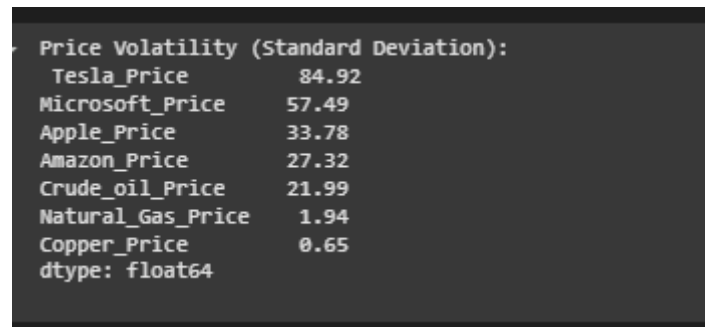 Price Volatility (Standard Deviation):
Tesla_Price 84.92
Microsoft_Price 57.49
Apple_Price 33.78
Amazon_Price 27.32
Crude_oil_Price 21.99
Natural_Gas_Price 1.94
Copper_Price 0.65
dtype: float64